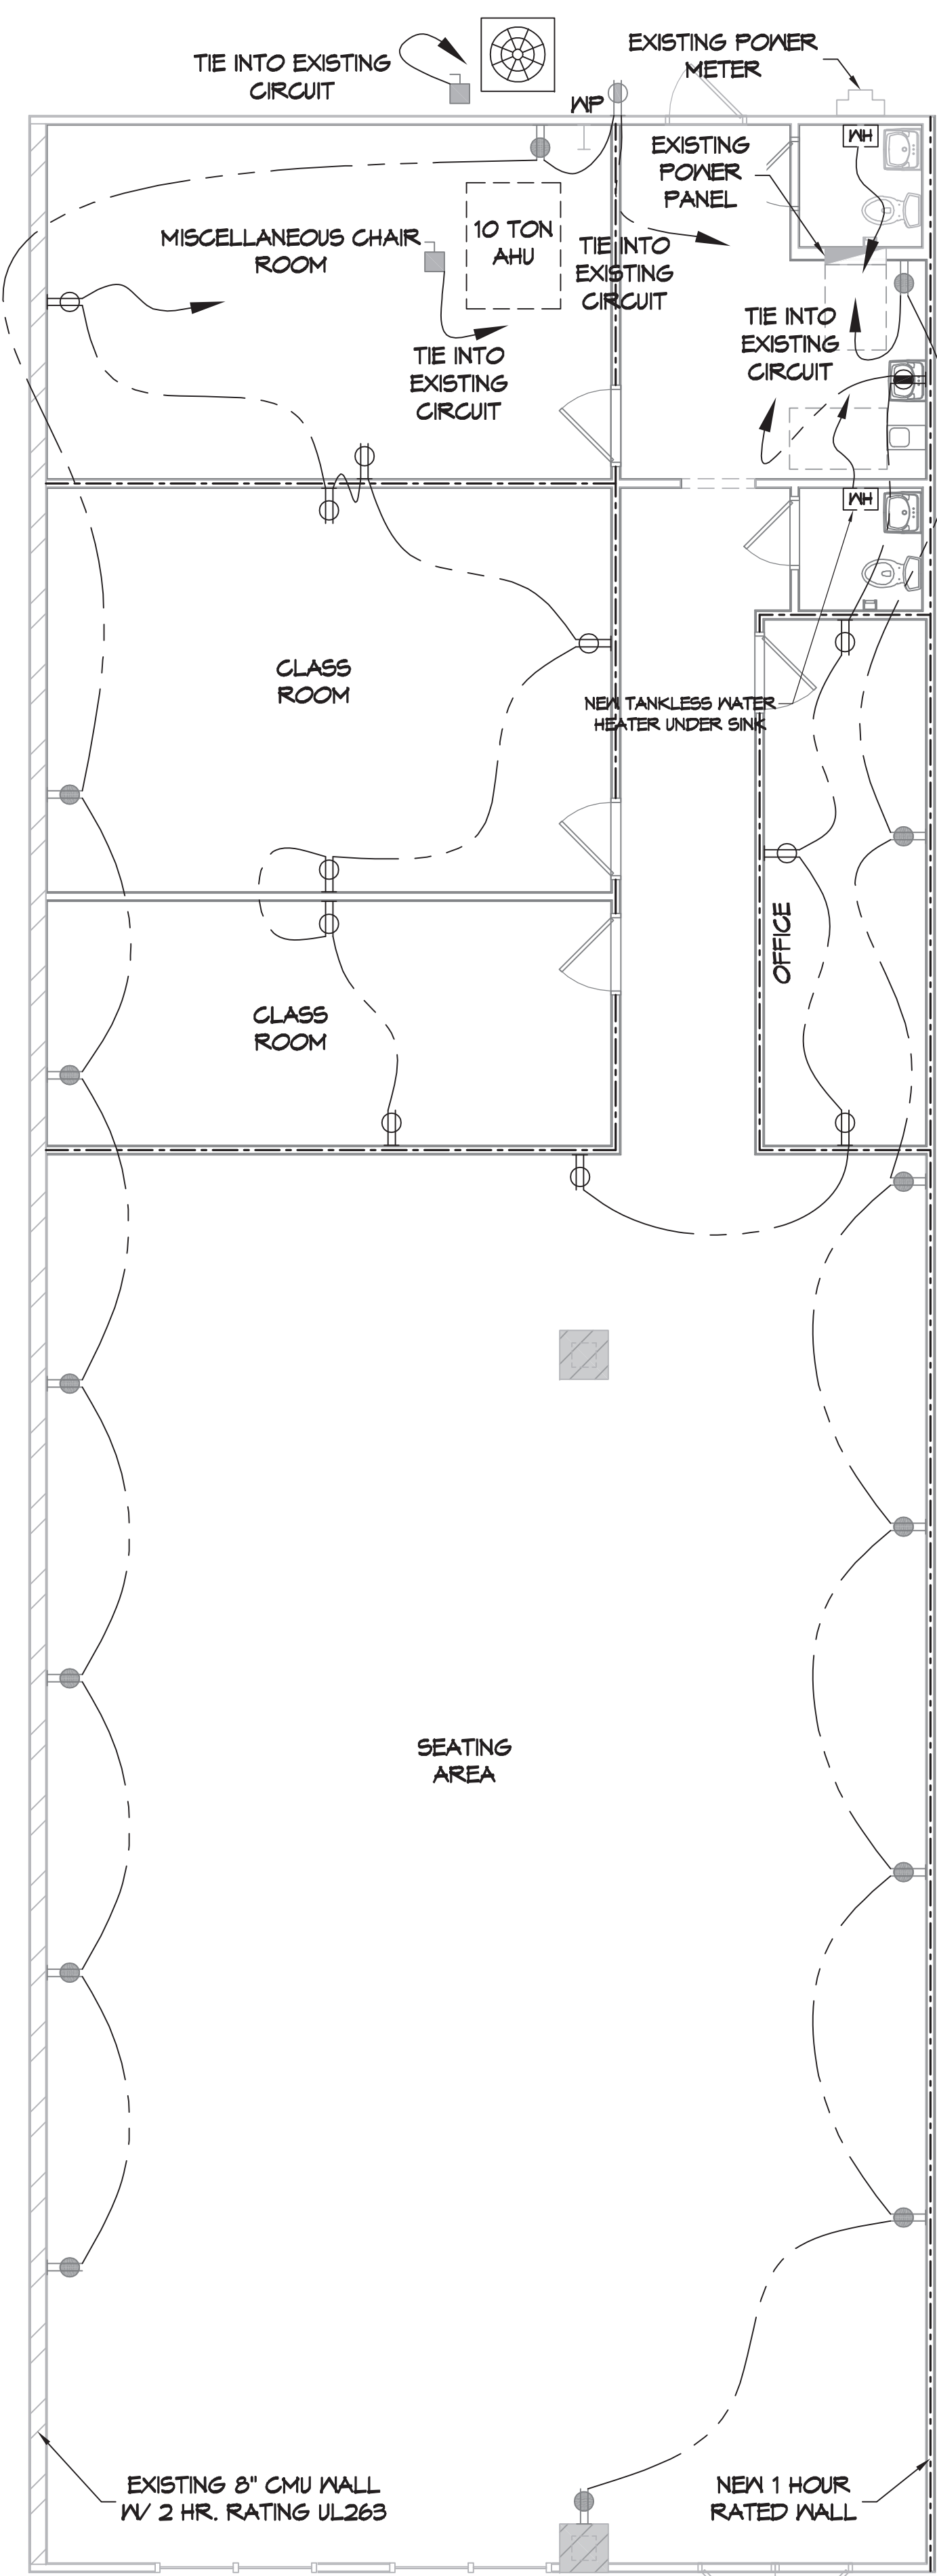 TIE INTO EXISTING
CIRCUIT
EXISTING POWER
METER
WP
WH
EXISTING
POWER
PANEL
MISCELLANEOUS CHAIR
ROOM
10 TON
AHU
TIE INTO
EXISTING
CIRCUIT
TIE INTO
EXISTING
CIRCUIT
TIE INTO
EXISTING
CIRCUIT
WH
CLASS
ROOM
NEW TANKLESS WATER
HEATER UNDER SINK
OFFICE
CLASS
ROOM
SEATING
AREA
EXISTING 8" CMU WALL
W/ 2 HR. RATING UL263
NEW 1 HOUR
RATED WALL